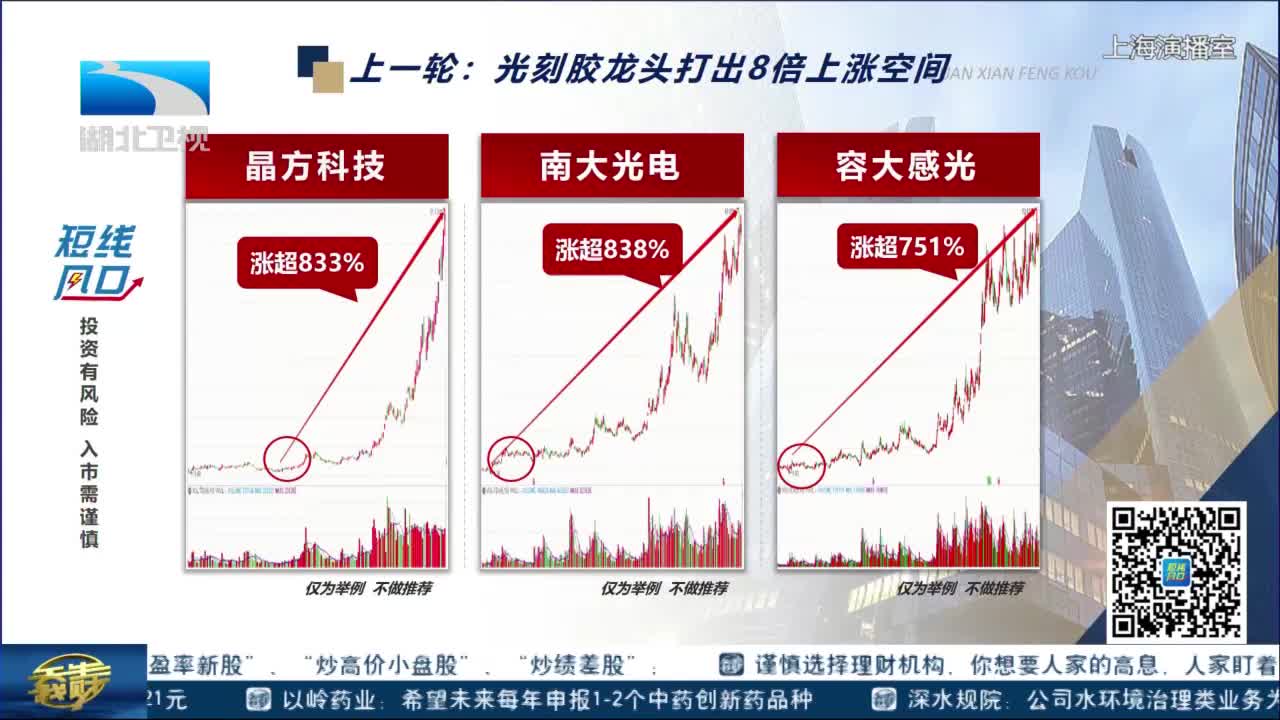 上一轮：光刻胶龙头打出8倍上涨空间
上海演播室
湖北卫视
晶方科技
南大光电
容大感光
涨超833%
涨超838%
涨超751%
短线
风口
投资有风险 入市需谨慎
仅为举例 不做推荐
仅为举例 不做推荐
仅为举例 不做推荐
短线
风口
盈率新股”、“炒高价小盘股”、“炒绩差股”；
谨慎选择理财机构，你想要人家的高息，人家盯着
21元
以岭药业：希望未来每年申报1-2个中药创新药品种
深水规院：公司水环境治理类业务